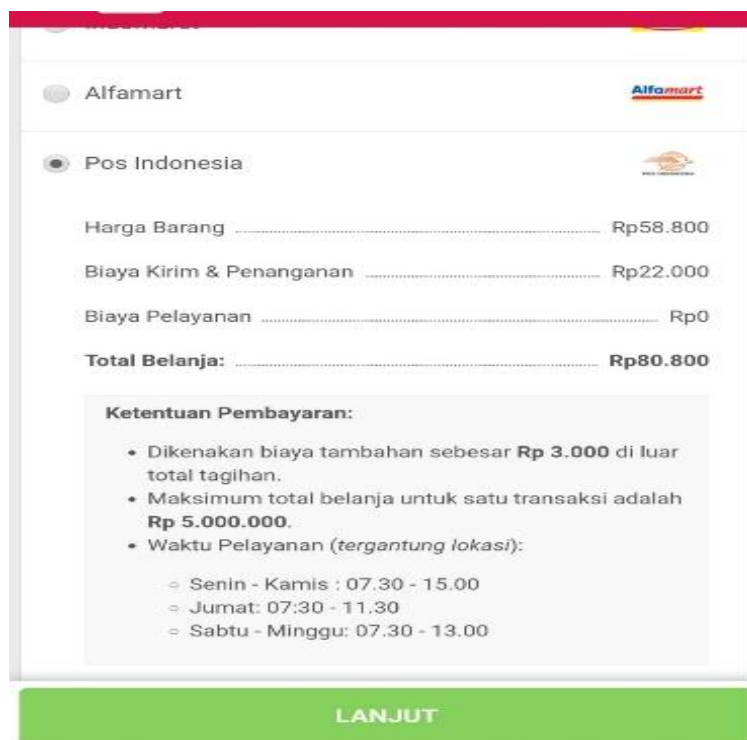 Alfamart Alfamart
Pos Indonesia POS INDONESIA
Harga Barang Rp58.800
Biaya Kirim & Penanganan Rp22.000
Biaya Pelayanan Rp0
Total Belanja: Rp80.800
Ketentuan Pembayaran:
• Dikenakan biaya tambahan sebesar Rp 3.000 di luar
total tagihan.
• Maksimum total belanja untuk satu transaksi adalah
Rp 5.000.000.
• Waktu Pelayanan (tergantung lokasi):
◦ Senin - Kamis : 07.30 - 15.00
◦ Jumat: 07:30 - 11.30
◦ Sabtu - Minggu: 07.30 - 13.00
LANJUT